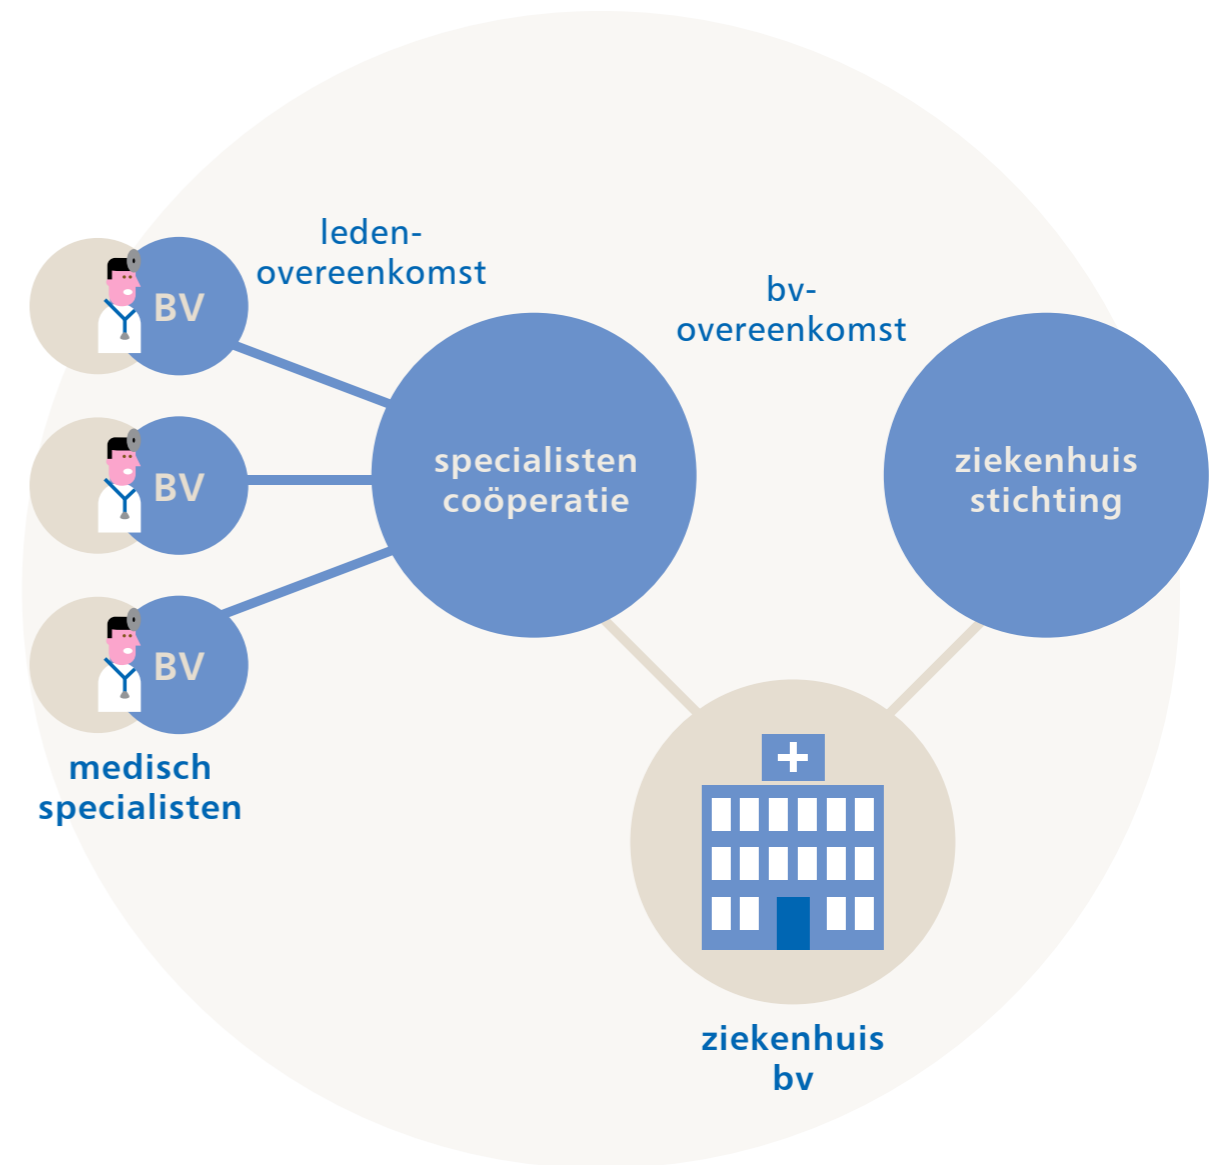 leden-
overeenkomst
bv-
overeenkomst
BV
BV
BV
specialisten
coöperatie
ziekenhuis
stichting
medisch
specialisten
ziekenhuis
bv